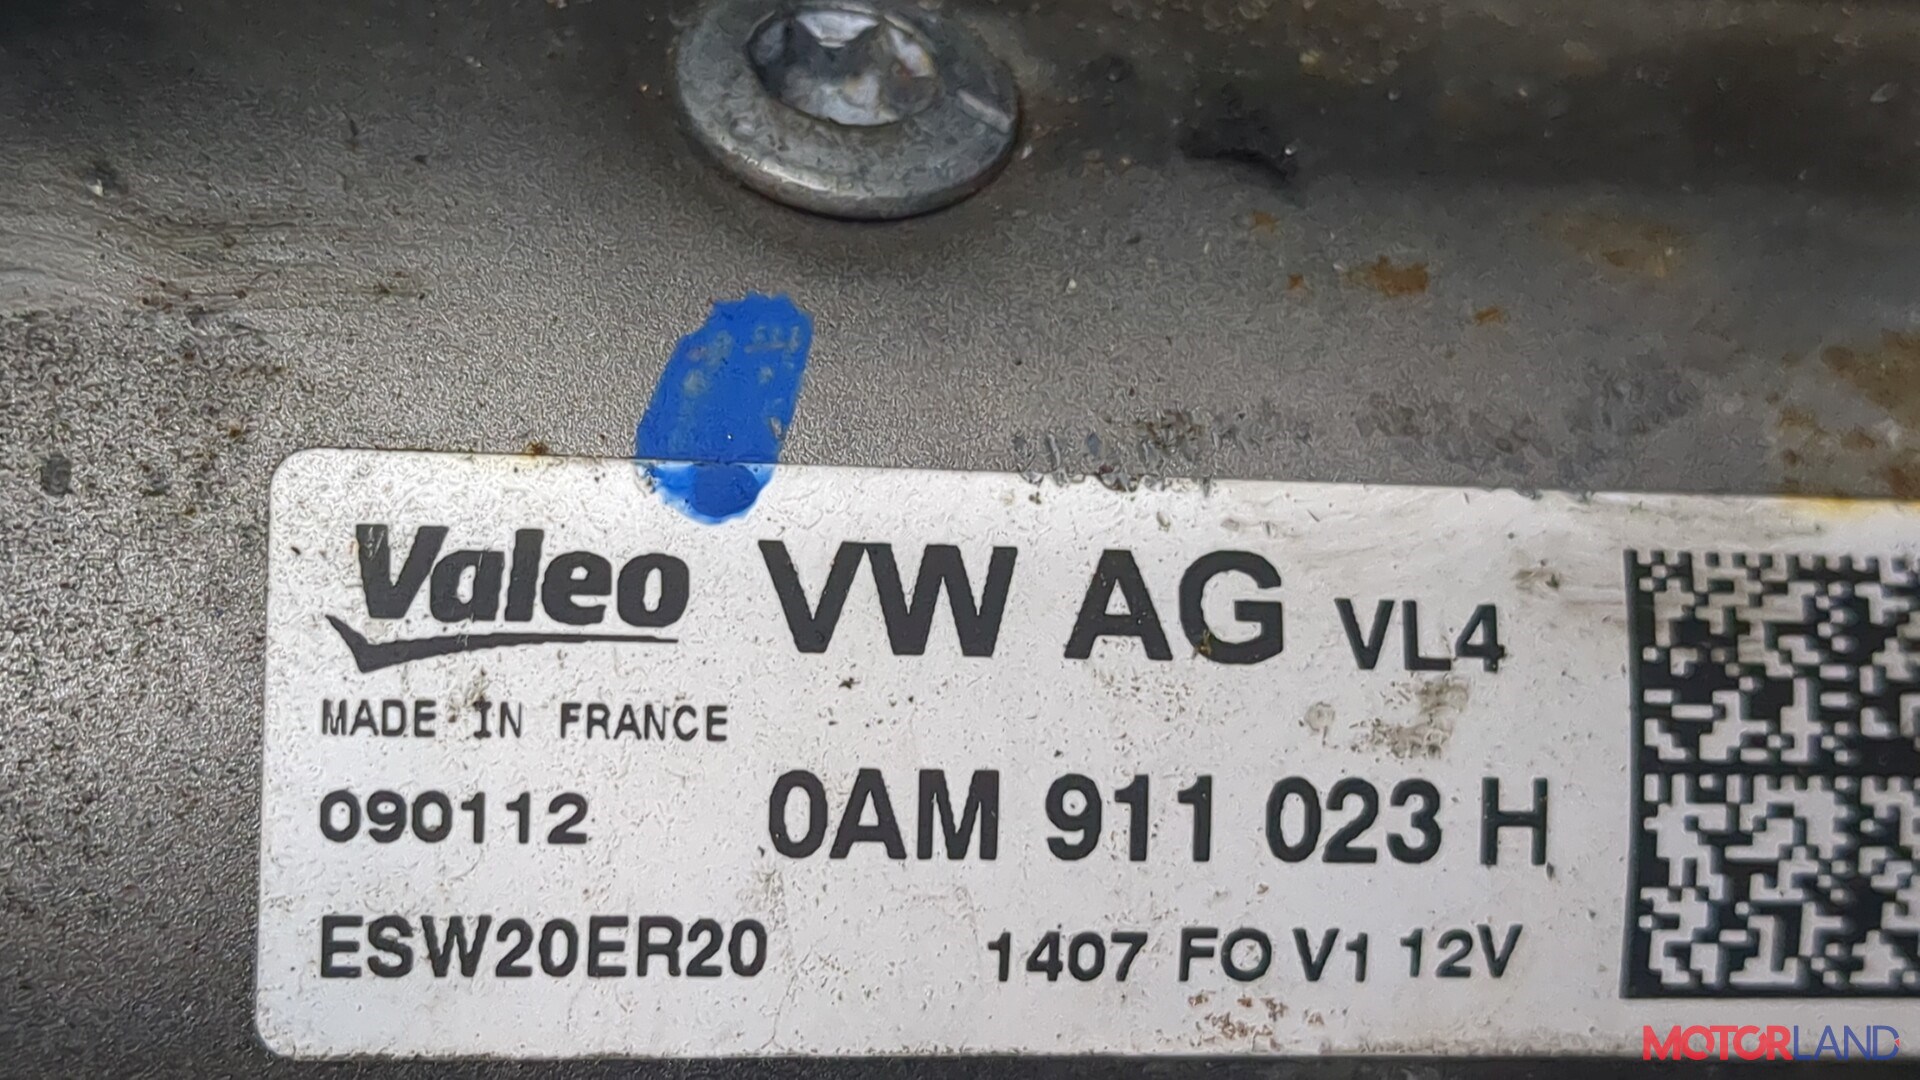 Valeo VW AG VL4
MADE IN FRANCE
090112 0AM 911 023 H
ESW20ER20 1407 FO V1 12V
MOTORLAND